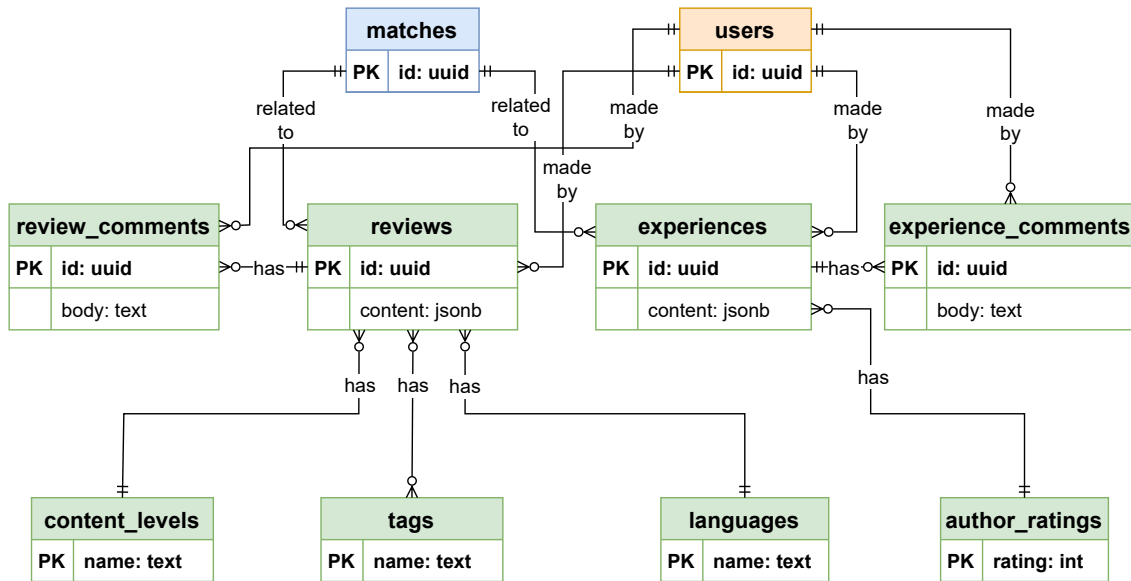 matches
users
PK id: uuid
PK id: uuid
related
to
related
to
made
by
made
by
made
by
made
by
review_comments
reviews
experiences
experience_comments
PK id: uuid
has
PK id: uuid
PK id: uuid
has
PK id: uuid
body: text
content: jsonb
content: jsonb
body: text
has
has
has
has
content_levels
tags
languages
author_ratings
PK name: text
PK name: text
PK name: text
PK rating: int